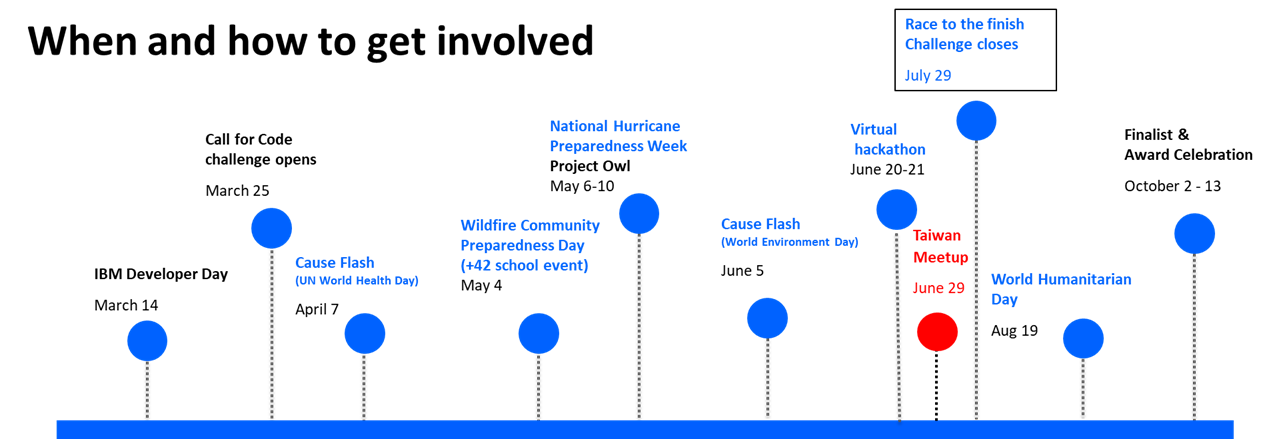 When and how to get involved
IBM Developer Day
March 14
Call for Code
challenge opens
March 25
Cause Flash
(UN World Health Day)
April 7
Wildfire Community
Preparedness Day
(+42 school event)
May 4
National Hurricane
Preparedness Week
Project Owl
May 6-10
Cause Flash
(World Environment Day)
June 5
Virtual
hackathon
June 20-21
Taiwan
Meetup
June 29
Race to the finish
Challenge closes
July 29
World Humanitarian
Day
Aug 19
Finalist &
Award Celebration
October 2 - 13